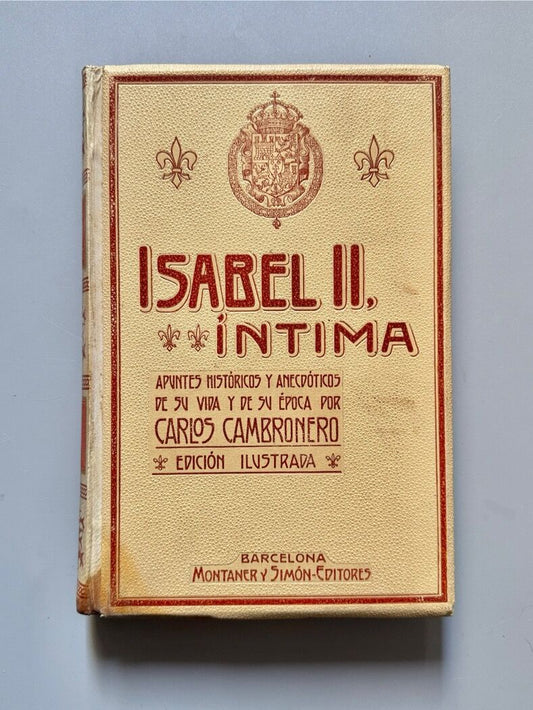 ISABEL II,
ÍNTIMA
APUNTES HISTÓRICOS Y ANECDÓTICOS
DE SU VIDA Y DE SU ÉPOCA POR
CARLOS CAMBRONERO
EDICIÓN ILUSTRADA
BARCELONA
MONTANER Y SIMÓN-EDITORES